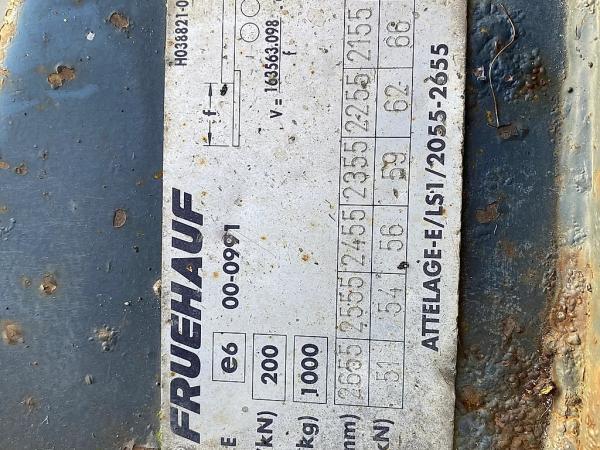 FRUEHAUF
H038821-0
E e6 00-0991
(kN) 200
f
(kg) 1000
V = 163563.098 / f
(mm) 2655 2555 2455 2355 2255 2155
(kN) 51 54 56 59 62 66
ATTELAGE-E/LS1/2055-2655